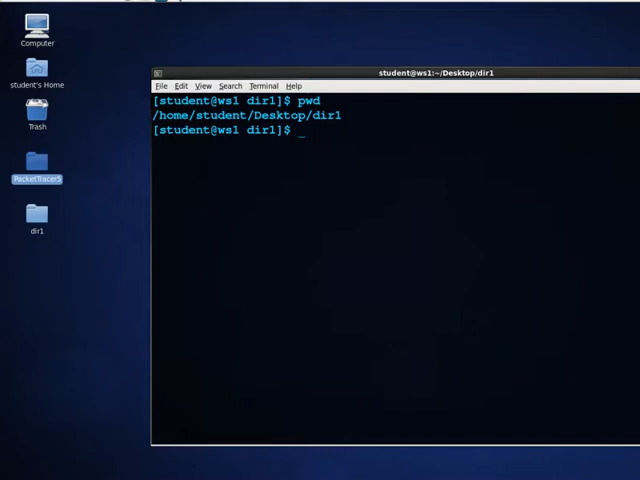 Computer
student's Home
Trash
PacketTracer5
dir1
student@ws1:~/Desktop/dir1
File Edit View Search Terminal Help
[student@ws1 dir1]$ pwd
/home/student/Desktop/dir1
[student@ws1 dir1]$ _